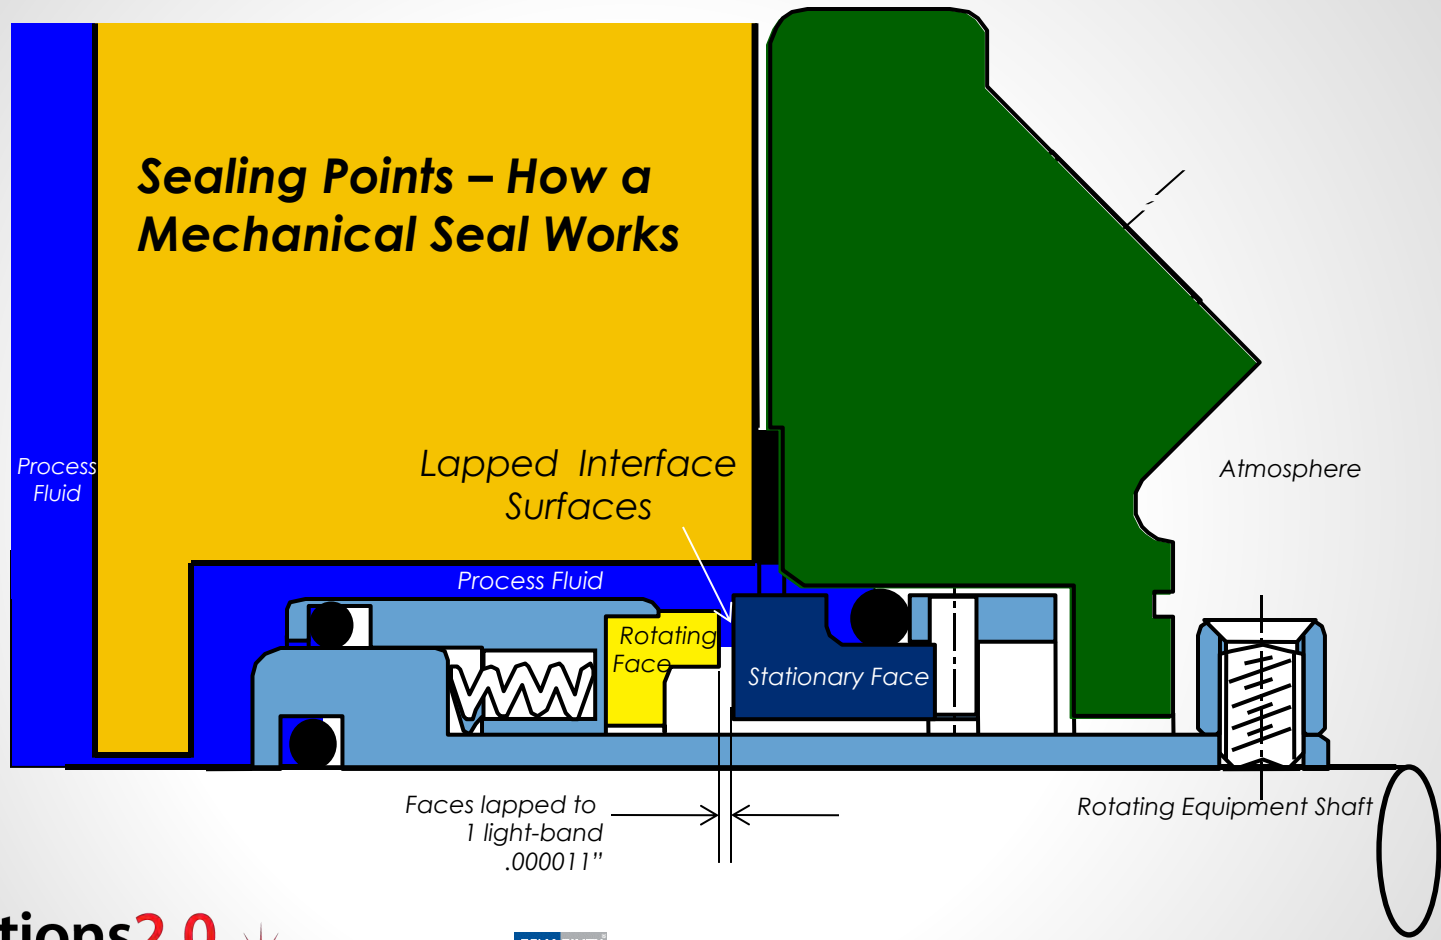 Sealing Points – How a
Mechanical Seal Works
Lapped Interface
Surfaces
Process
Fluid
Atmosphere
Process Fluid
Rotating
Face
Stationary Face
Faces lapped to
1 light-band
.000011”
Rotating Equipment Shaft
tions2.0